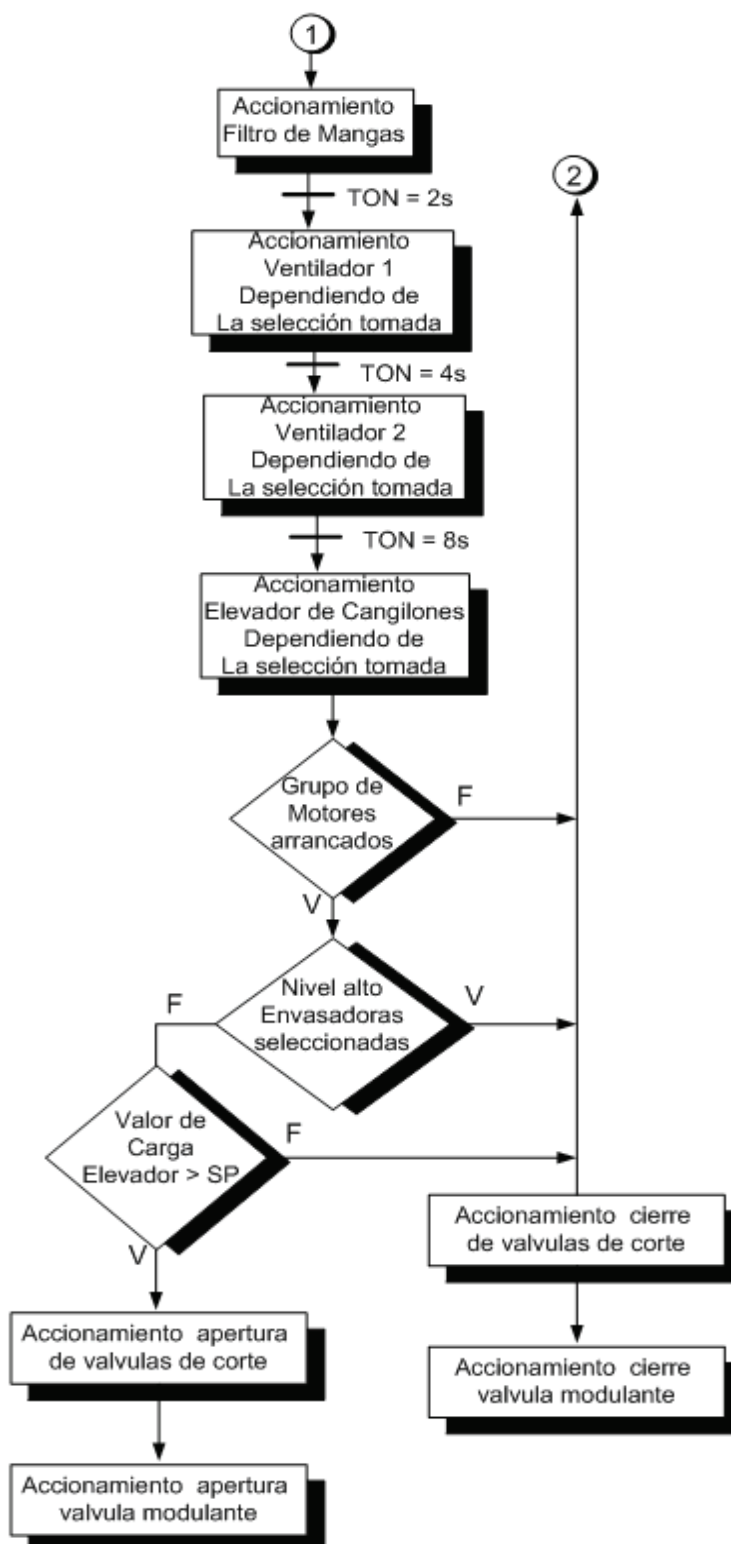 1
Accionamiento
Filtro de Mangas
2
TON = 2s
Accionamiento
Ventilador 1
Dependiendo de
La selección tomada
TON = 4s
Accionamiento
Ventilador 2
Dependiendo de
La selección tomada
TON = 8s
Accionamiento
Elevador de Cangilones
Dependiendo de
La selección tomada
Grupo de
Motores
arrancados
F
V
Nivel alto
Envasadoras
seleccionadas
F
V
Valor de
Carga
Elevador > SP
F
V
Accionamiento cierre
de valvulas de corte
Accionamiento apertura
de valvulas de corte
Accionamiento cierre
valvula modulante
Accionamiento apertura
valvula modulante